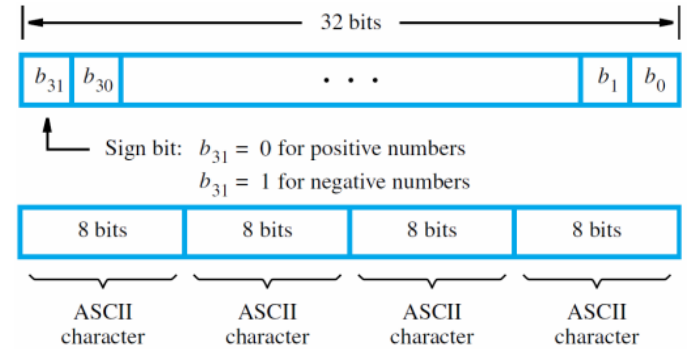 32 bits
b31 b30 . . . b1 b0
Sign bit: b31 = 0 for positive numbers
b31 = 1 for negative numbers
8 bits 8 bits 8 bits 8 bits
ASCII ASCII ASCII ASCII
character character character character